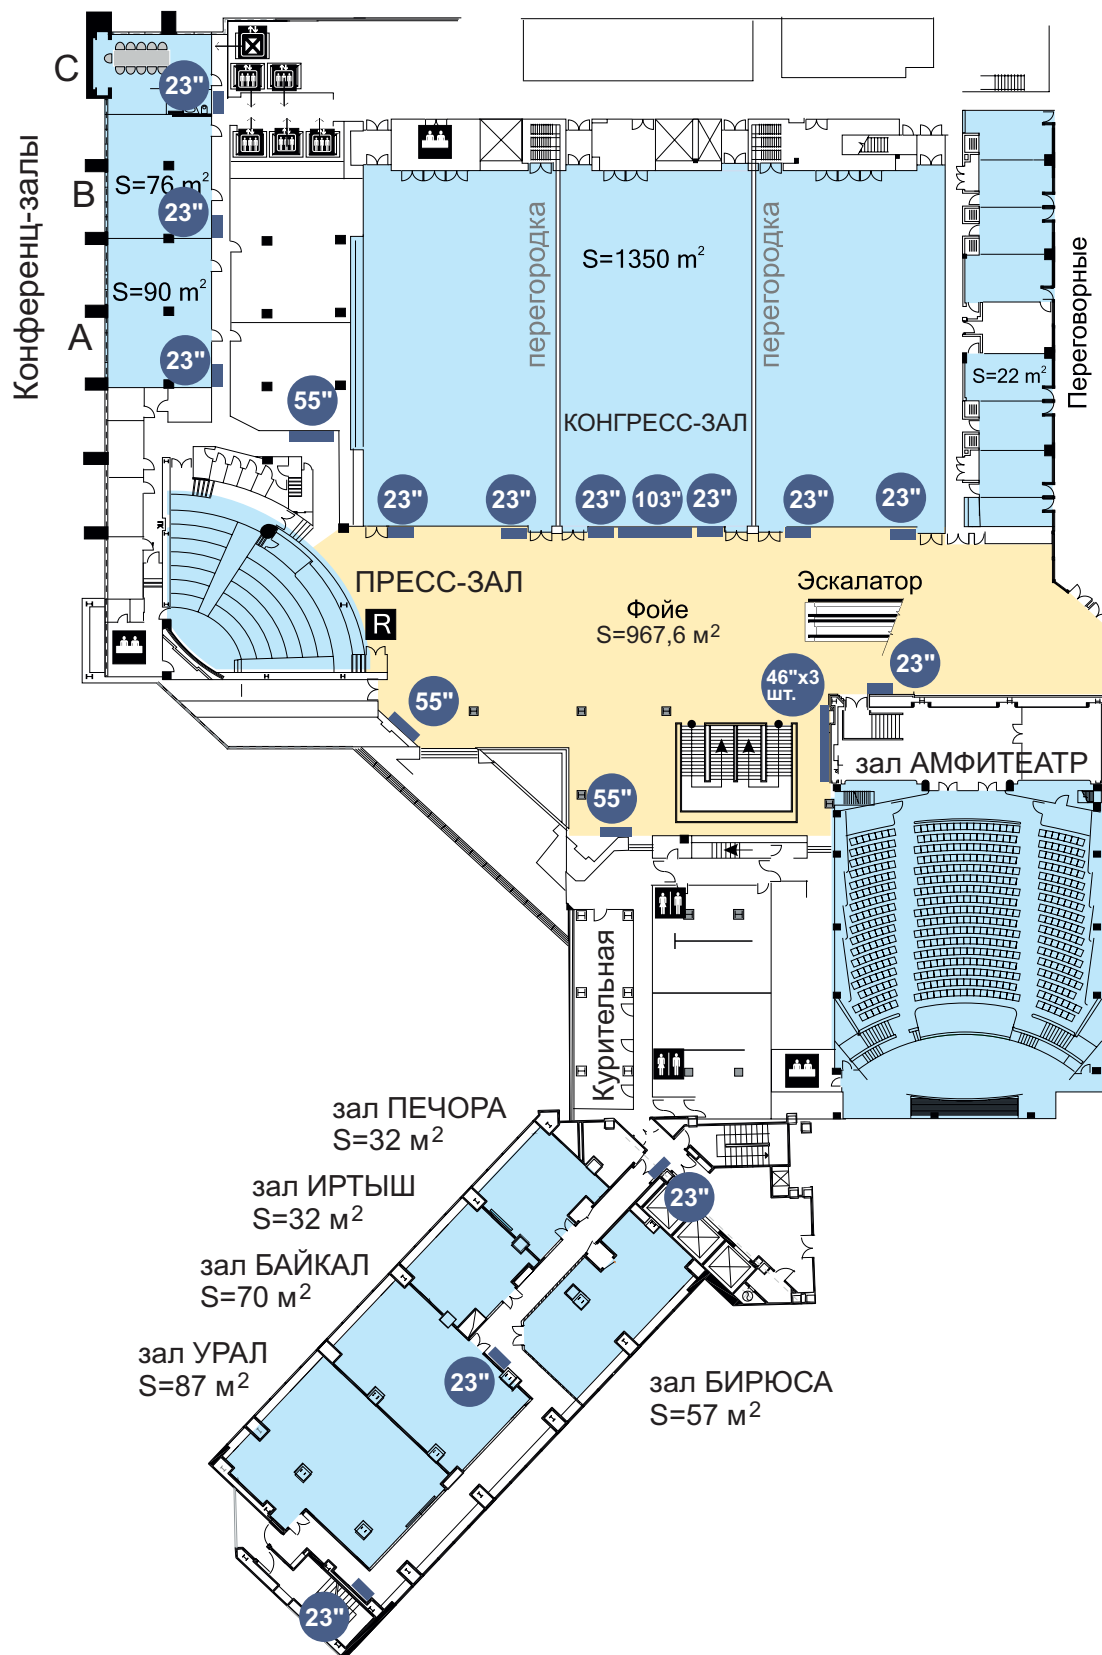 C
23"
Конференц-залы
B
S=76 m²
23"
S=90 m²
A
23"
55"
перегородка
S=1350 m²
перегородка
КОНГРЕСС-ЗАЛ
Переговорные
S=22 m²
23"
23"
23"
103"
23"
23"
23"
ПРЕСС-ЗАЛ
R
Фойе
S=967,6 м²
Эскалатор
46"x3
шт.
23"
55"
55"
зал АМФИТЕАТР
Курительная
зал ПЕЧОРА
S=32 м²
зал ИРТЫШ
S=32 м²
зал БАЙКАЛ
S=70 м²
зал УРАЛ
S=87 м²
23"
23"
зал БИРЮСА
S=57 м²
23"